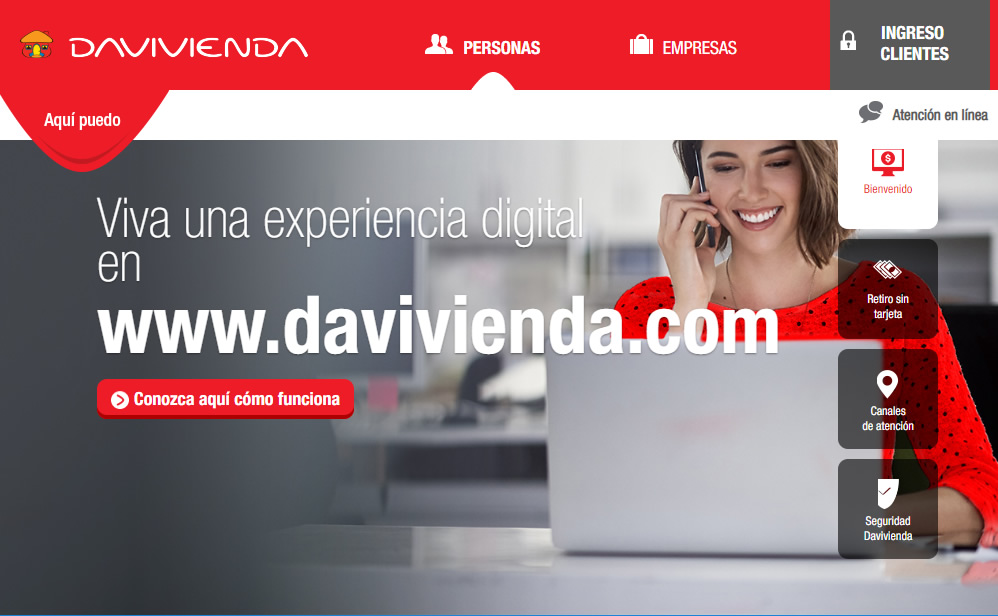 DAVIVIENDA
PERSONAS
EMPRESAS
INGRESO
CLIENTES
Aquí puedo
Atención en línea
Viva una experiencia digital
en
www.davivienda.com
Conozca aquí cómo funciona
Bienvenido
Retiro sin
tarjeta
Canales
de atención
Seguridad
Davivienda